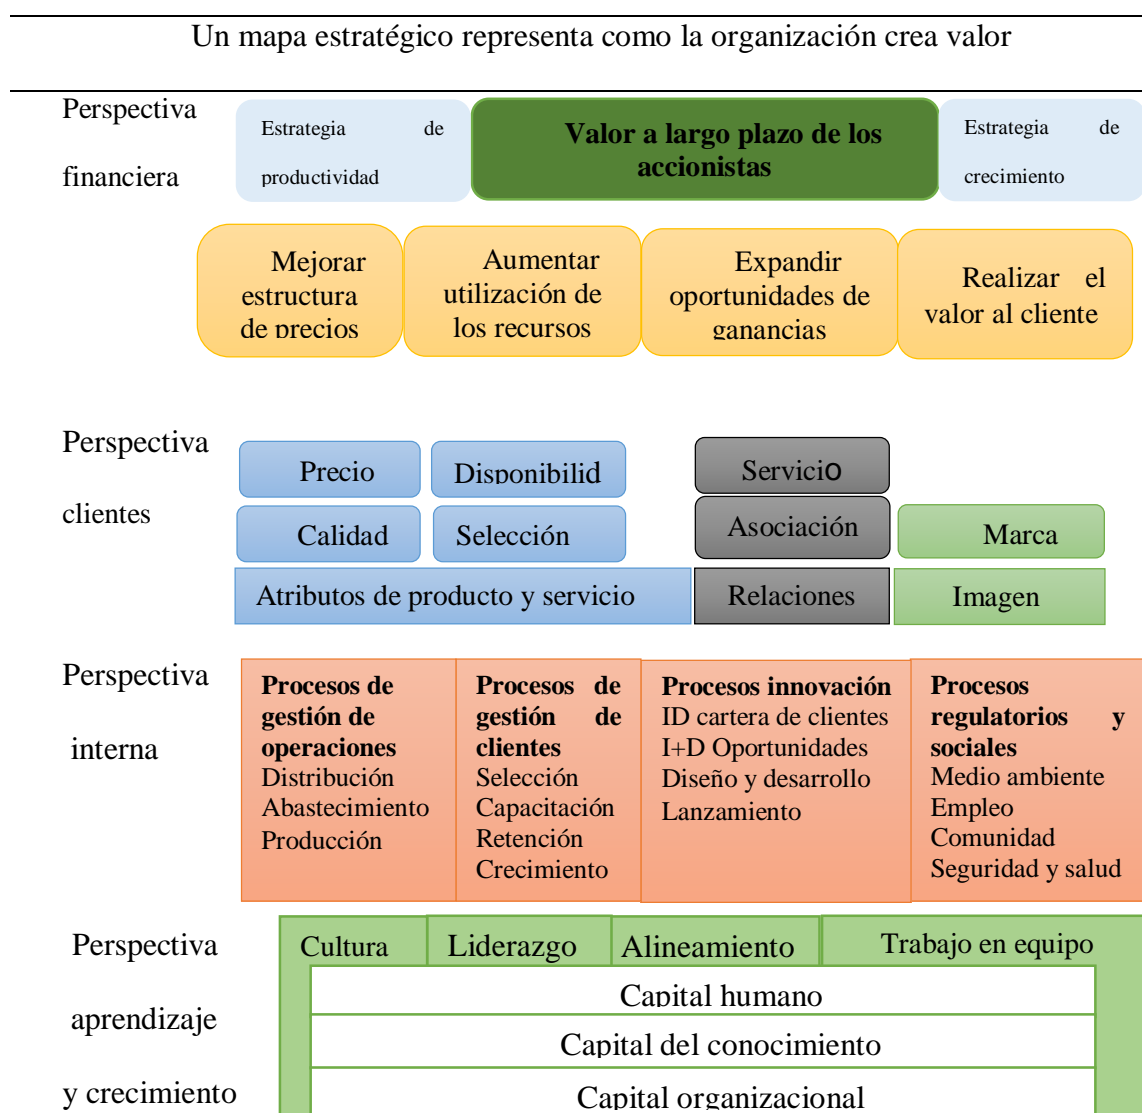 Un mapa estratégico representa como la organización crea valor
Perspectiva
financiera
Estrategia de
productividad
Valor a largo plazo de los
accionistas
Estrategia de
crecimiento
Mejorar
estructura
de precios
Aumentar
utilización de
los recursos
Expandir
oportunidades de
ganancias
Realizar el
valor al cliente
Perspectiva
clientes
Precio
Disponibilid
Servicio
Calidad
Selección
Asociación
Marca
Atributos de producto y servicio
Relaciones
Imagen
Perspectiva
interna
Procesos de
gestión de
operaciones
Distribución
Abastecimiento
Producción
Procesos de
gestión de
clientes
Selección
Capacitación
Retención
Crecimiento
Procesos innovación
ID cartera de clientes
I+D Oportunidades
Diseño y desarrollo
Lanzamiento
Procesos
regulatorios y
sociales
Medio ambiente
Empleo
Comunidad
Seguridad y salud
Perspectiva
aprendizaje
y crecimiento
Cultura
Liderazgo
Alineamiento
Trabajo en equipo
Capital humano
Capital del conocimiento
Capital organizacional